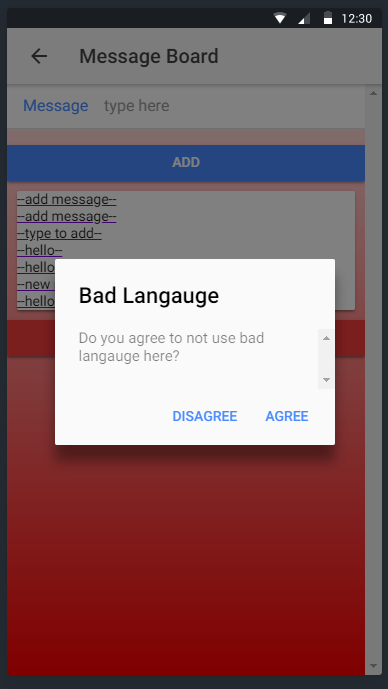 12:30
Message Board
Message type here
ADD
--add message--
--add message--
--type to add--
--hello--
--hello
--new
--hello
Bad Langauge
Do you agree to not use bad
langauge here?
DISAGREE AGREE